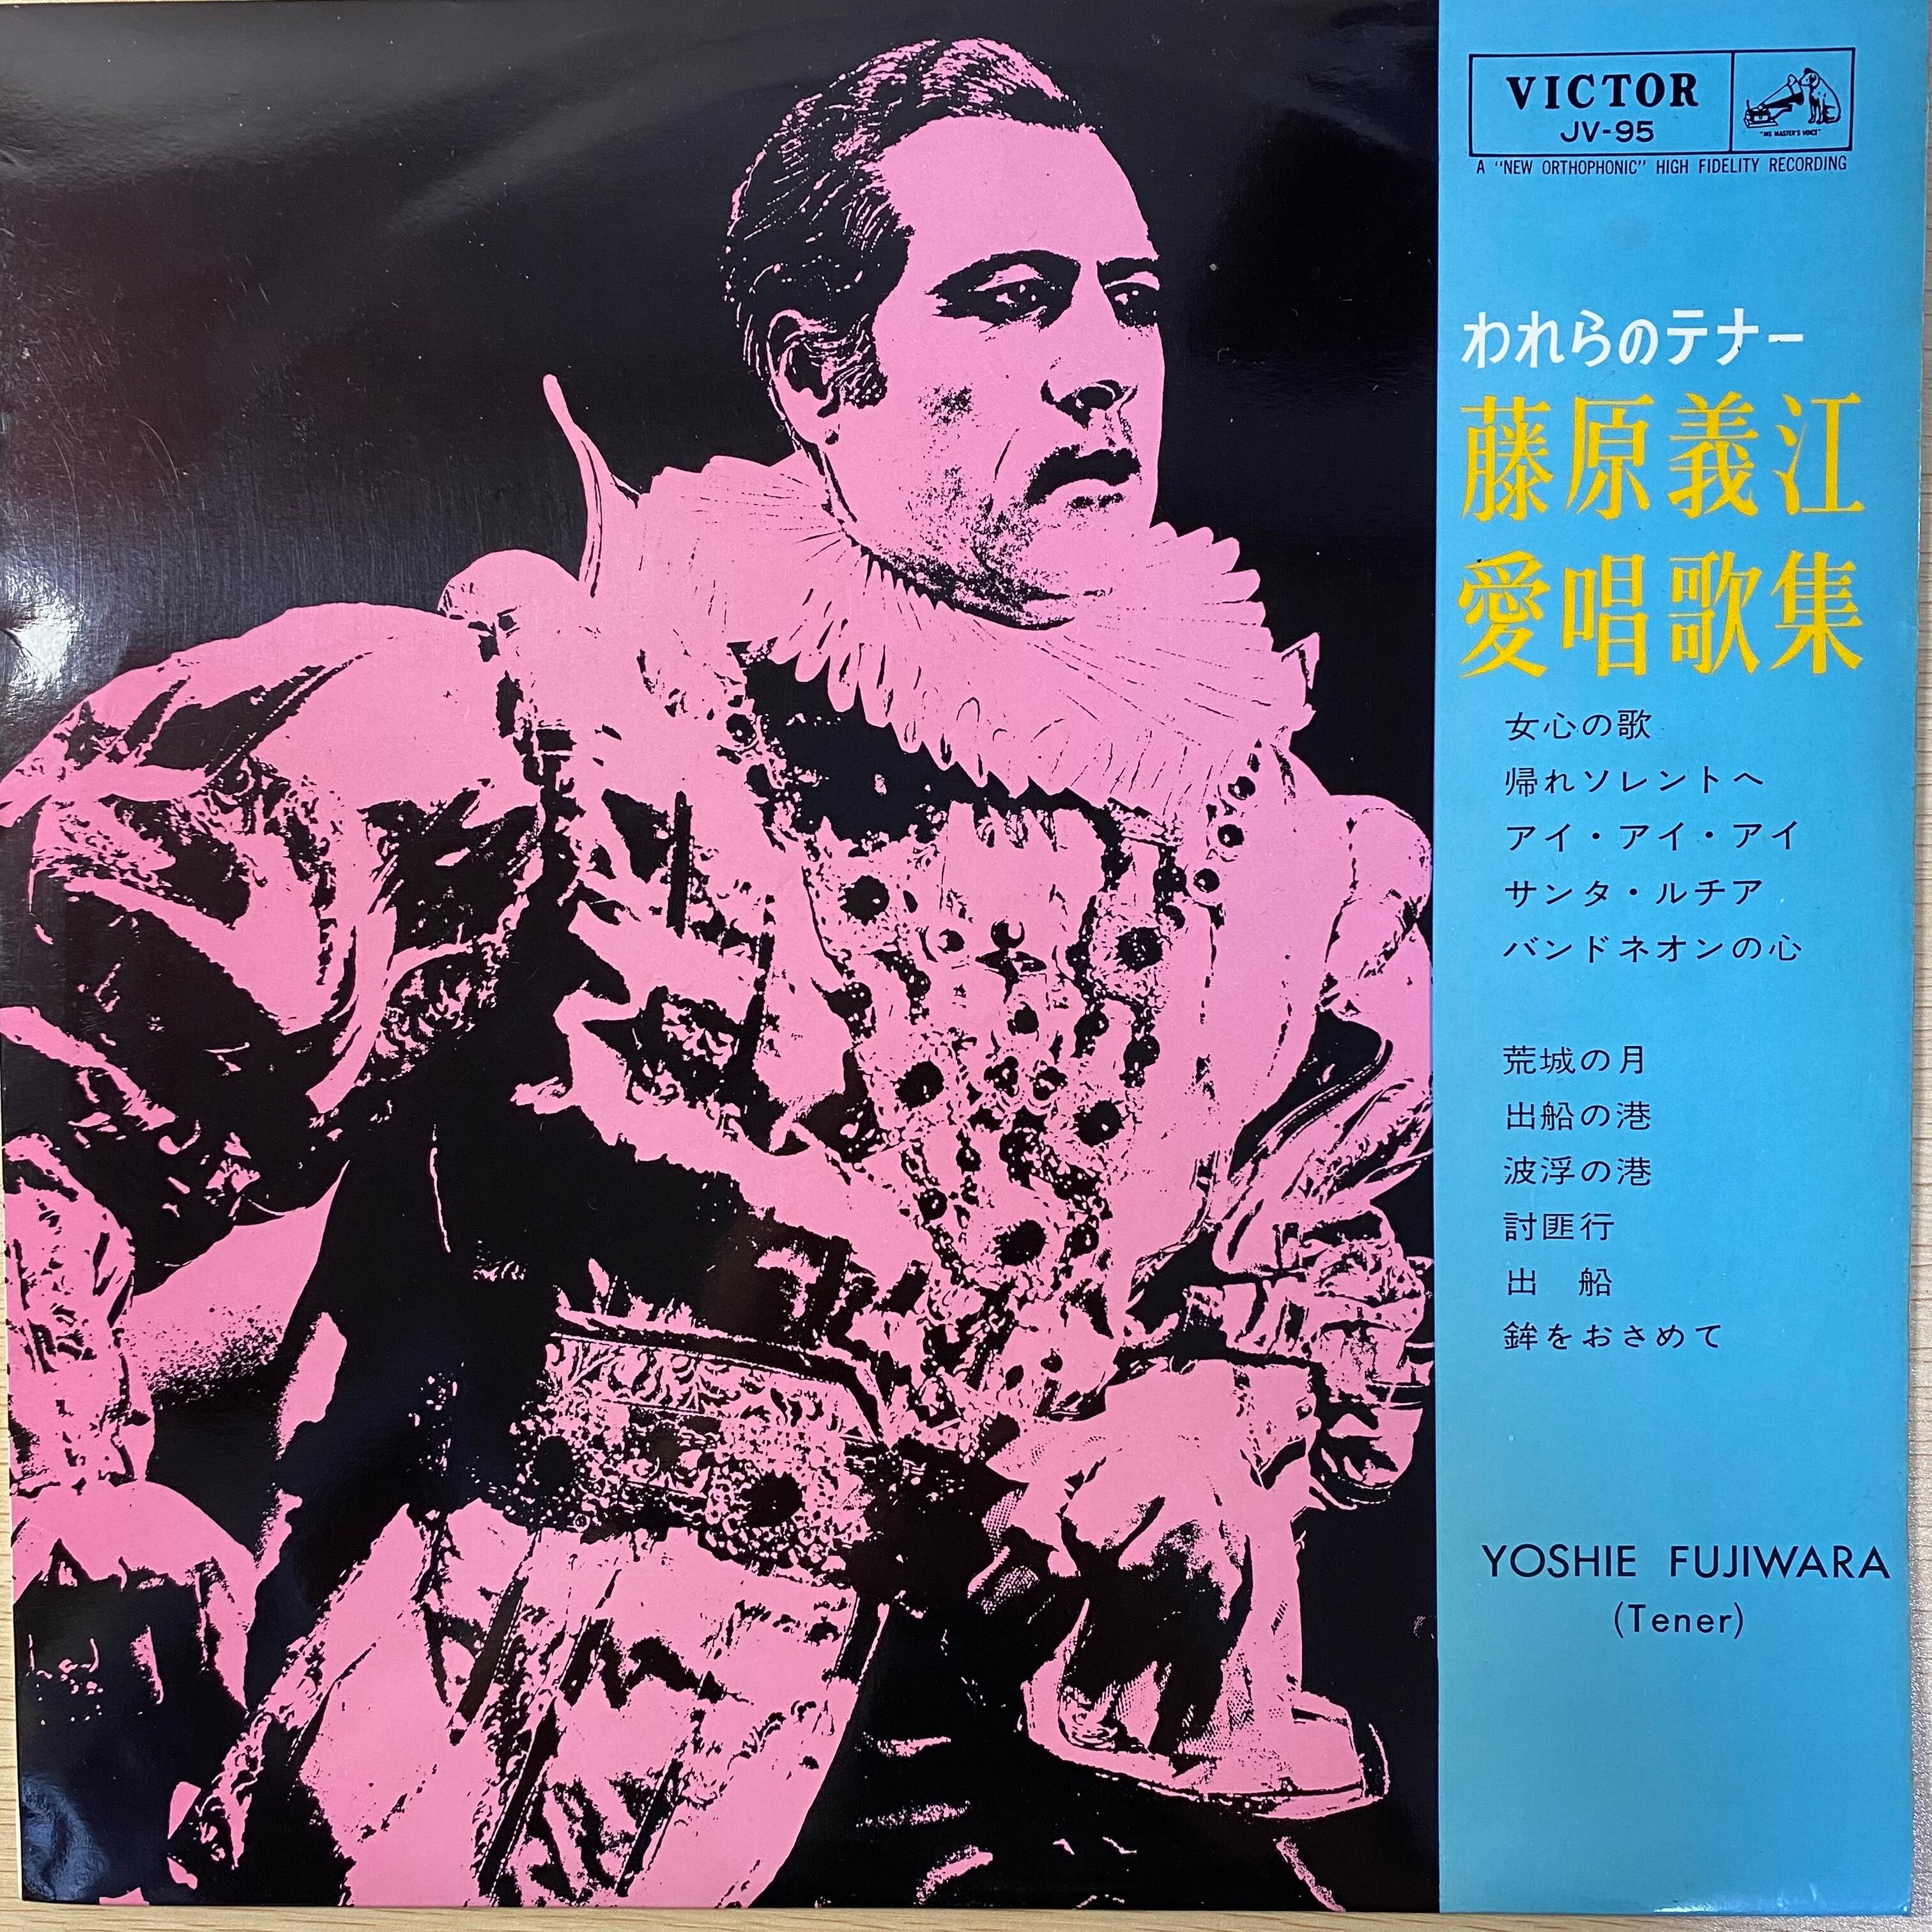 VICTOR
JV-95
"HIS MASTER'S VOICE"
A "NEW ORTHOPHONIC" HIGH FIDELITY RECORDING
われらのテナー
藤原義江
愛唱歌集
女心の歌
帰れソレントへ
アイ・アイ・アイ
サンタ・ルチア
バンドネオンの心
荒城の月
出船の港
波浮の港
討匪行
出 船
鉾をおさめて
YOSHIE FUJIWARA
(Tener)